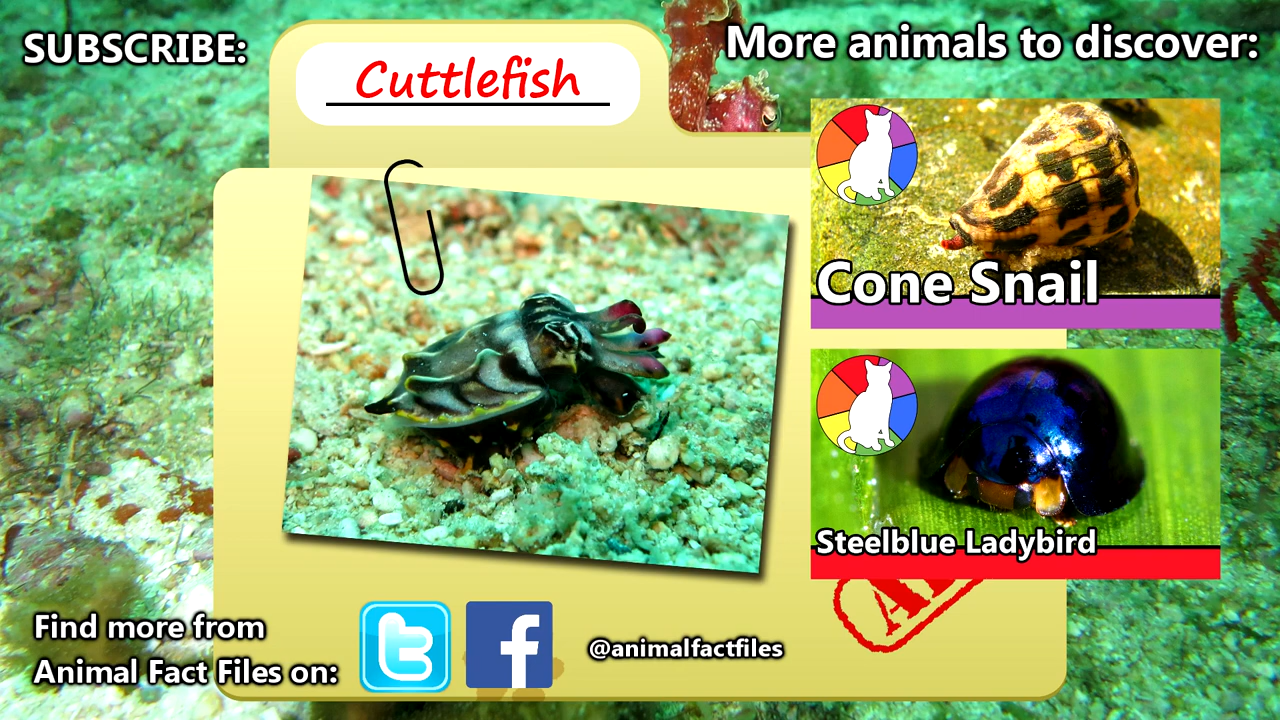 SUBSCRIBE:
Cuttlefish
More animals to discover:
Cone Snail
Steelblue Ladybird
Find more from
Animal Fact Files on:
@animalfactfiles